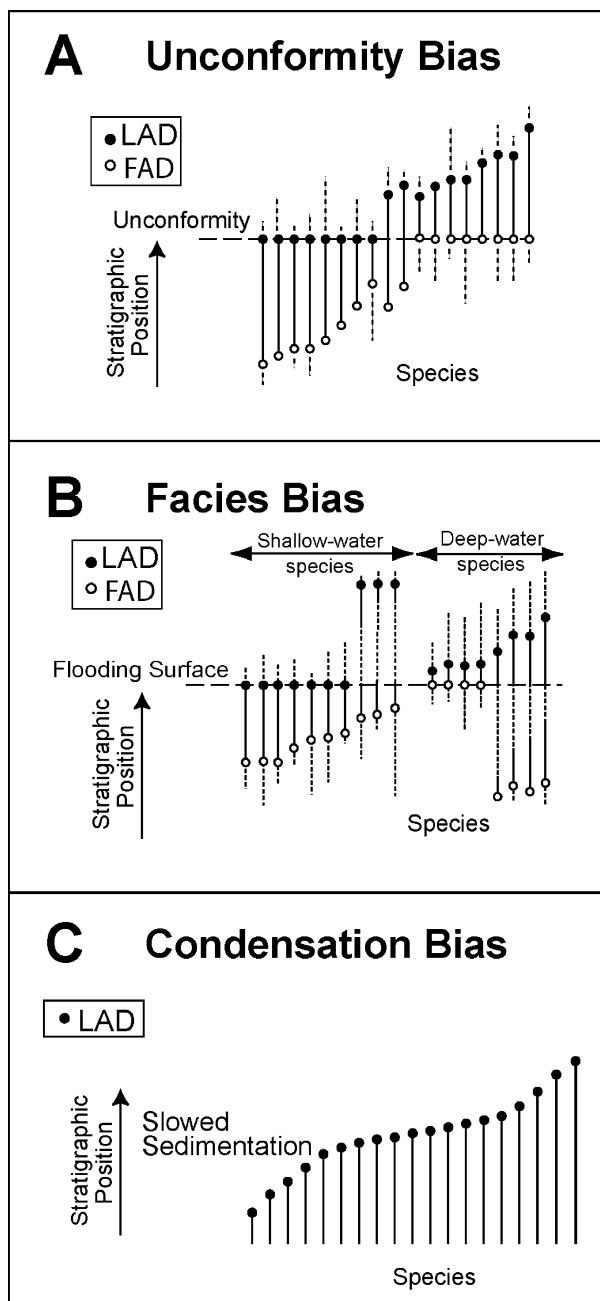 A Unconformity Bias
LAD
FAD
Unconformity
Stratigraphic
Position
Species
B Facies Bias
Shallow-water
species
Deep-water
species
LAD
FAD
Flooding Surface
Stratigraphic
Position
Species
C Condensation Bias
LAD
Stratigraphic
Position
Slowed
Sedimentation
Species